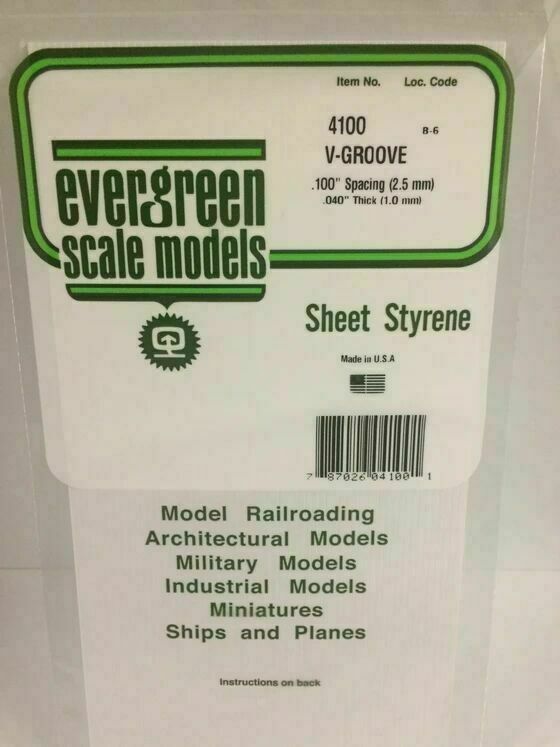 Item No. Loc. Code
4100 B-6
V-GROOVE
.100" Spacing (2.5 mm)
.040" Thick (1.0 mm)
evergreen
scale models
Sheet Styrene
Made in U.S.A
7 87026 04100 1
Model Railroading
Architectural Models
Military Models
Industrial Models
Miniatures
Ships and Planes
Instructions on back